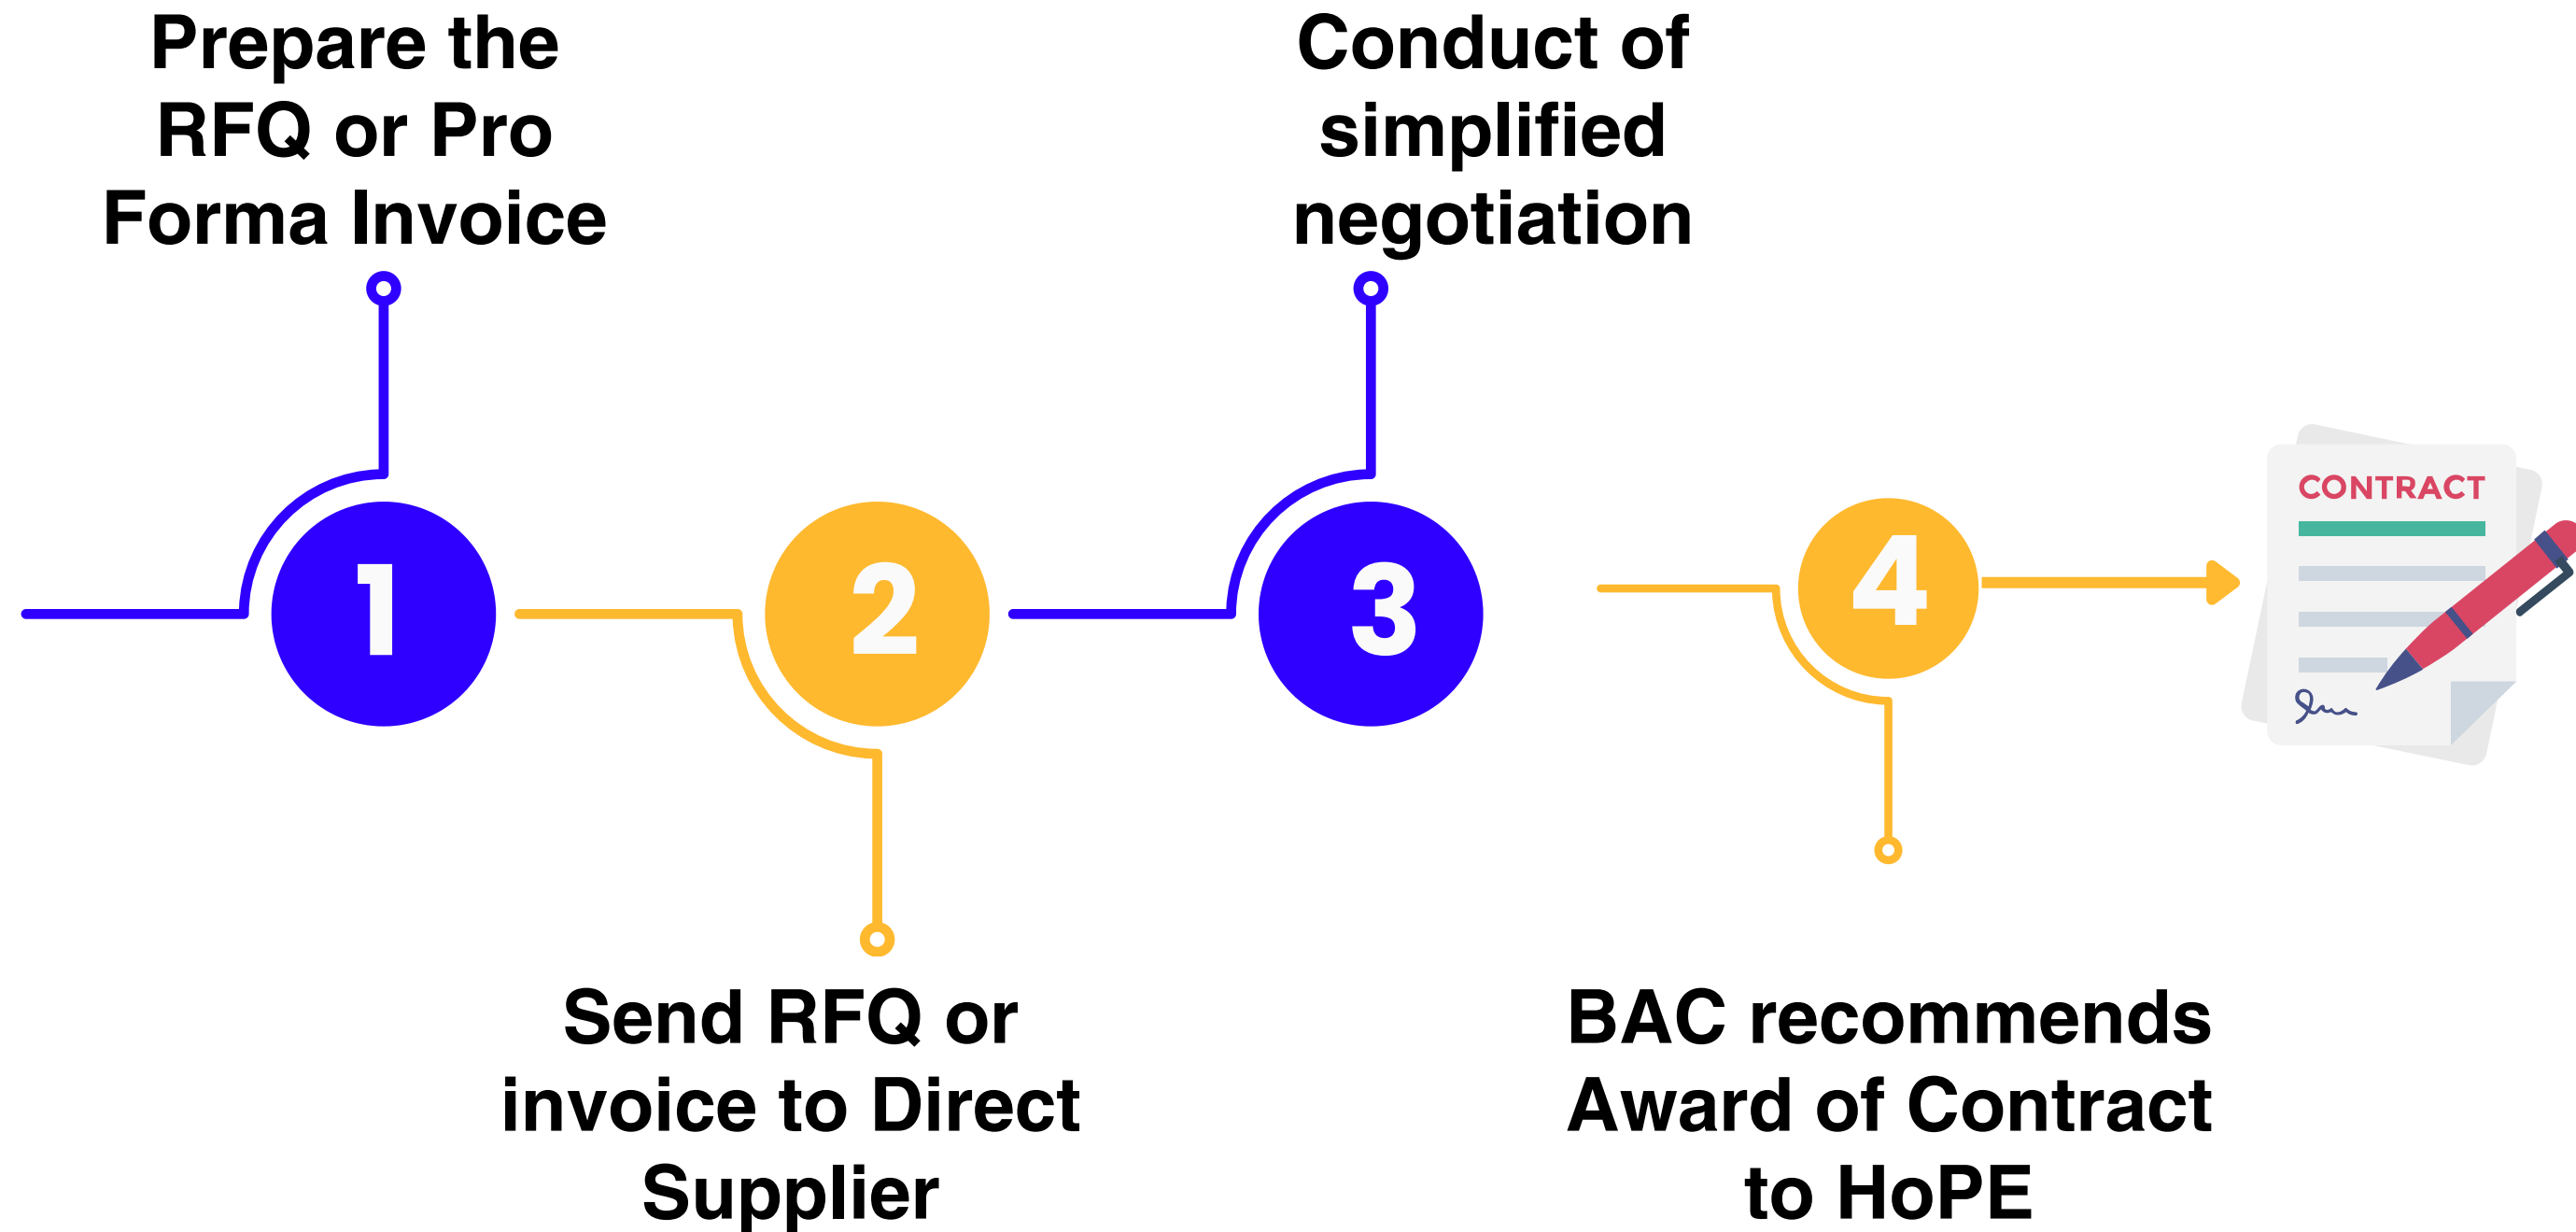 Prepare the
RFQ or Pro
Forma Invoice
Conduct of
simplified
negotiation
1
2
3
4
CONTRACT
Send RFQ or
invoice to Direct
Supplier
BAC recommends
Award of Contract
to HoPE